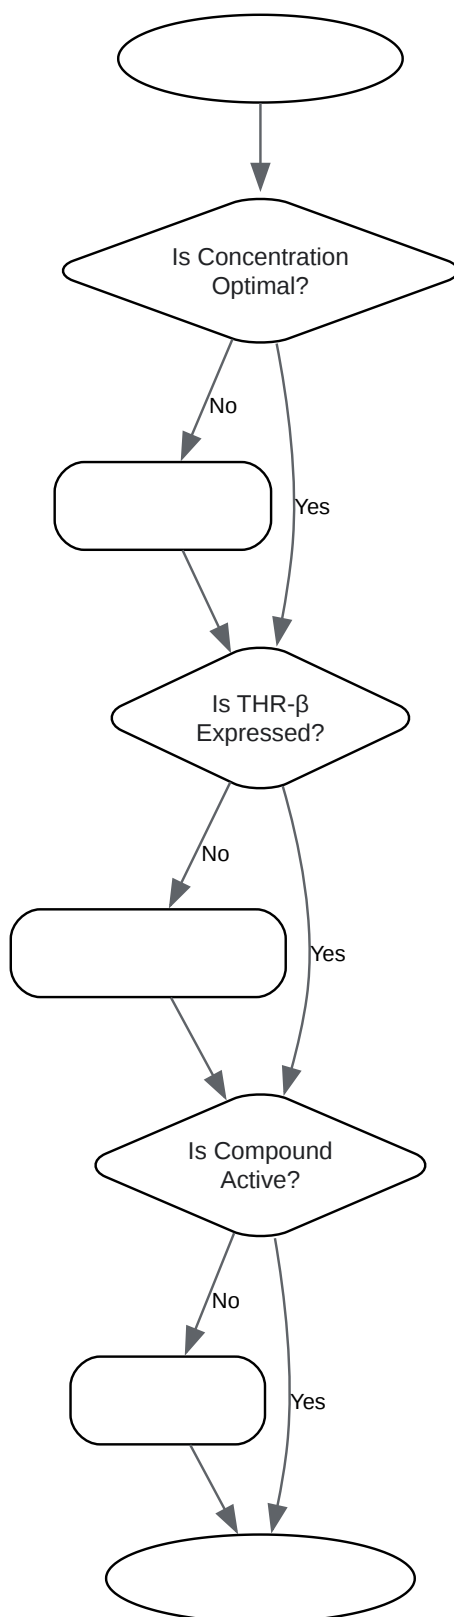 Is Concentration
Optimal?
No
Yes
Is THR-β
Expressed?
No
Yes
Is Compound
Active?
No
Yes